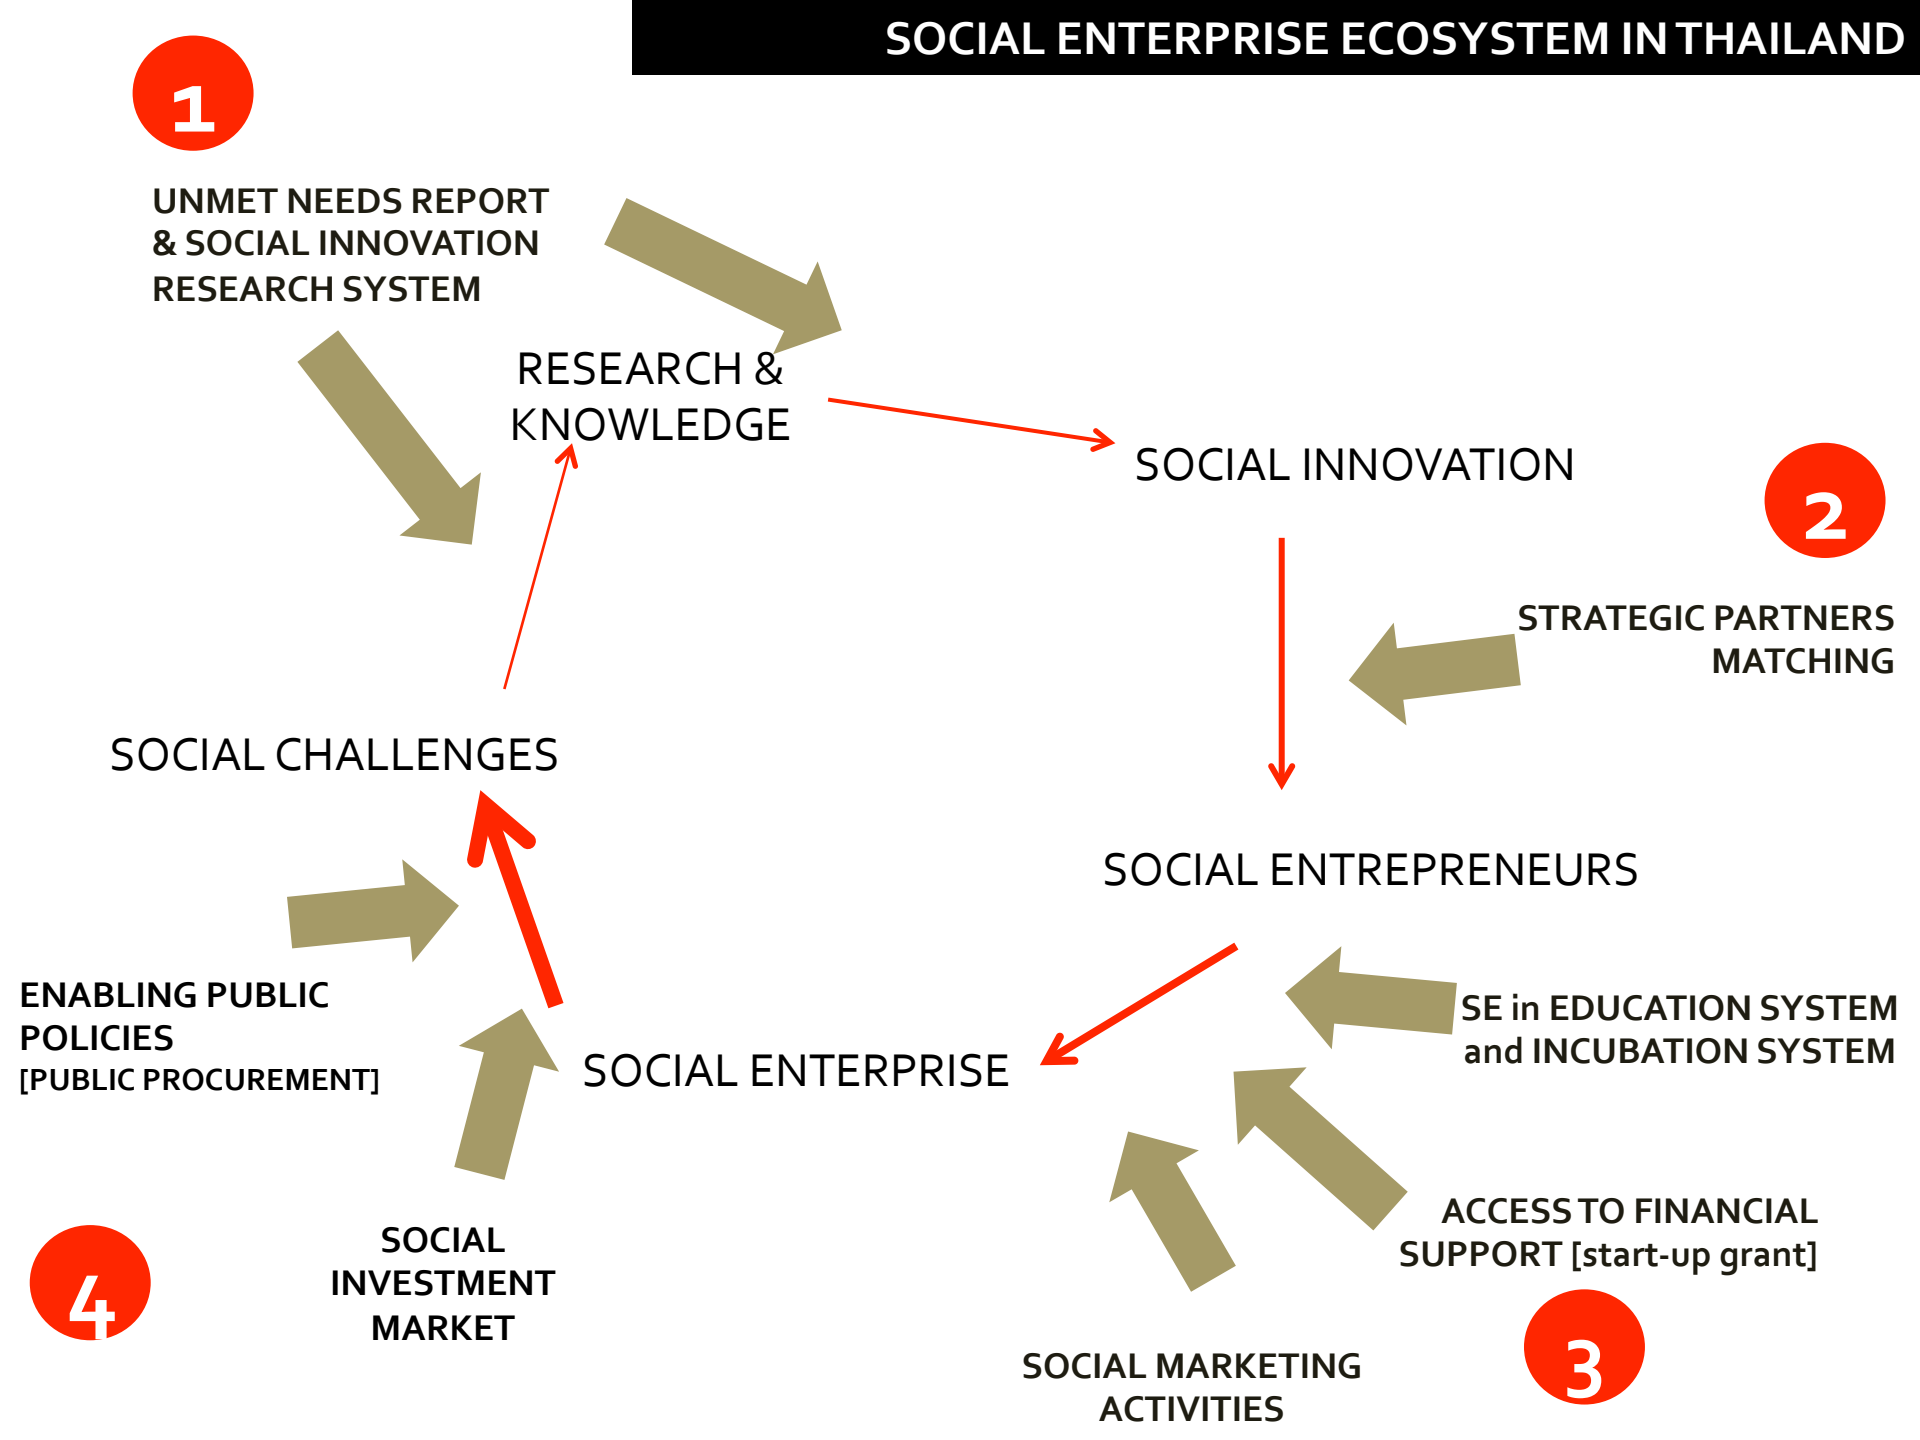 SOCIAL ENTERPRISE ECOSYSTEM IN THAILAND
1
UNMET NEEDS REPORT
& SOCIAL INNOVATION
RESEARCH SYSTEM
RESEARCH &
KNOWLEDGE
SOCIAL INNOVATION
2
STRATEGIC PARTNERS
MATCHING
SOCIAL CHALLENGES
SOCIAL ENTREPRENEURS
ENABLING PUBLIC
POLICIES
[PUBLIC PROCUREMENT]
SOCIAL ENTERPRISE
SE in EDUCATION SYSTEM
and INCUBATION SYSTEM
ACCESS TO FINANCIAL
SUPPORT [start-up grant]
3
4
SOCIAL
INVESTMENT
MARKET
SOCIAL MARKETING
ACTIVITIES